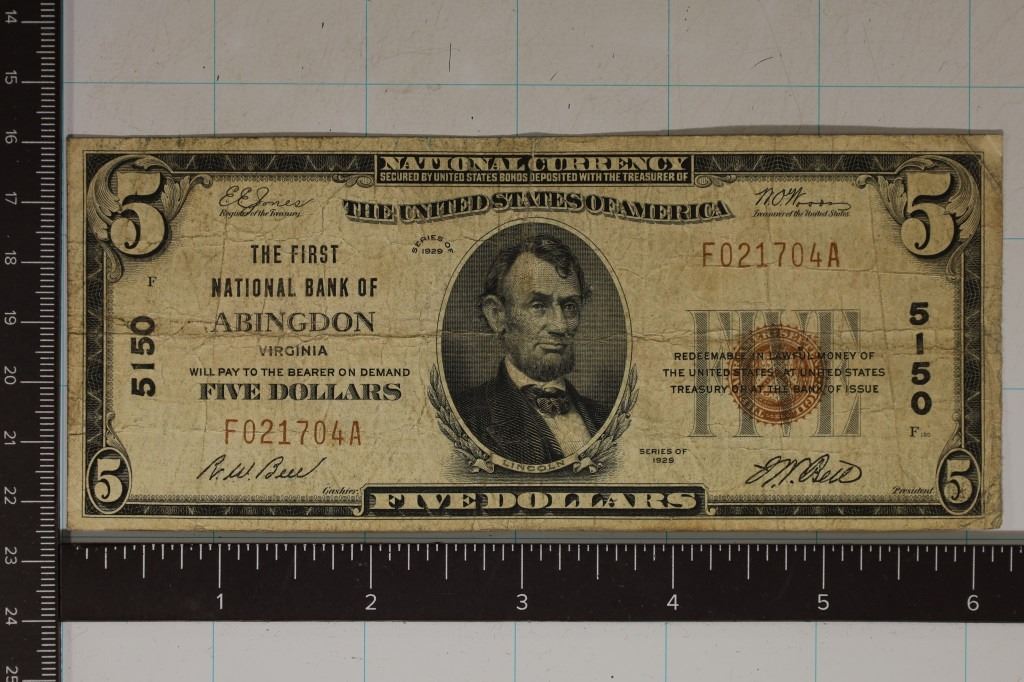 14
15
16
17
18
19
20
21
22
23
24
25
NATIONAL CURRENCY
SECURED BY UNITED STATES BONDS DEPOSITED WITH THE TREASURER OF
THE UNITED STATES OF AMERICA
5
5
E E Jones
Register of the Treasury.
W. O. Woods
Treasurer of the United States.
SERIES OF
1929
THE FIRST
NATIONAL BANK OF
ABINGDON
VIRGINIA
WILL PAY TO THE BEARER ON DEMAND
FIVE DOLLARS
F
5150
F021704A
F021704A
FIVE
REDEEMABLE IN LAWFUL MONEY OF
THE UNITED STATES AT UNITED STATES
TREASURY OR AT THE BANK OF ISSUE
5150
F 180
SERIES OF
1929
LINCOLN
Cashier.
President.
5
5
FIVE DOLLARS
1 2 3 4 5 6